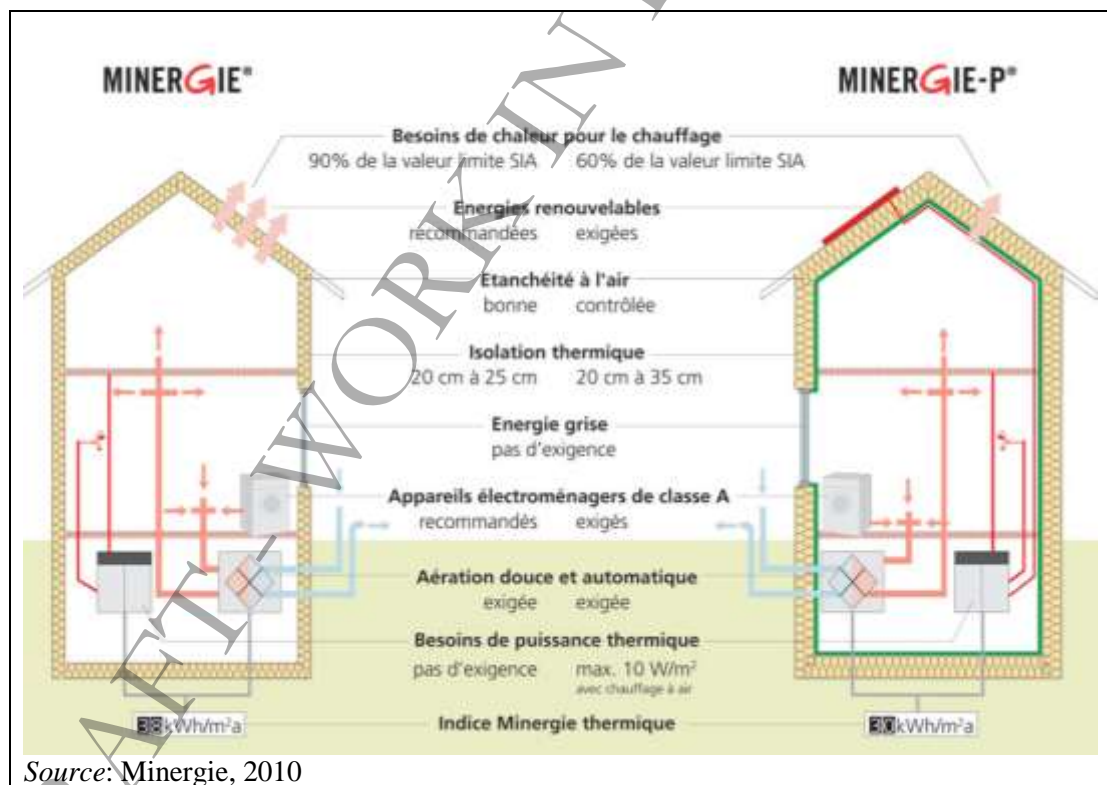 MINERGIE® MINERGIE-P®
Besoins de chaleur pour le chauffage
90% de la valeur limite SIA 60% de la valeur limite SIA
Energies renouvelables
recommandées exigées
Etanchéité à l'air
bonne contrôlée
Isolation thermique
20 cm à 25 cm 20 cm à 35 cm
Energie grise
pas d'exigence
Appareils électroménagers de classe A
recommandés exigés
Aération douce et automatique
exigée exigée
Besoins de puissance thermique
pas d'exigence max. 10 W/m²
avec chauffage à air
38kWh/m²a Indice Minergie thermique 30kWh/m²a
Source: Minergie, 2010
AFT – WORK IN